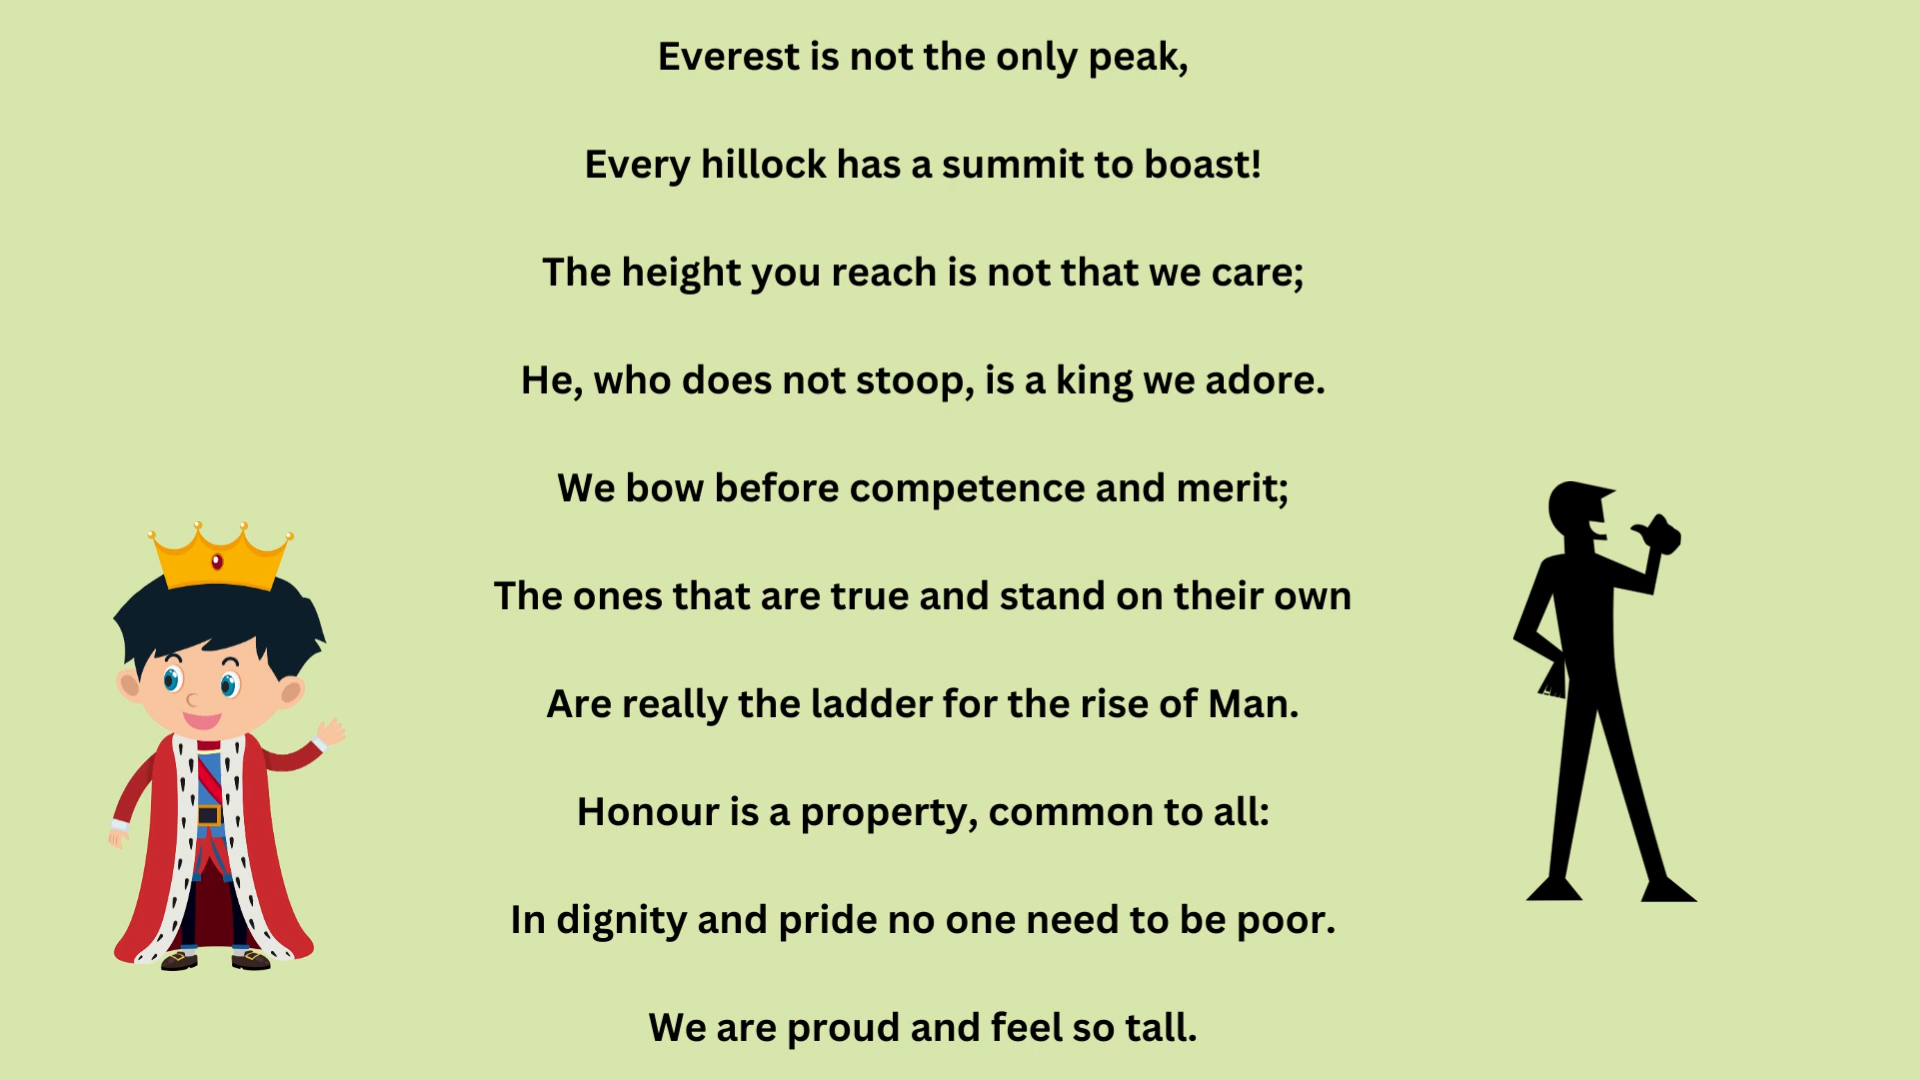 Everest is not the only peak,
Every hillock has a summit to boast!
The height you reach is not that we care;
He, who does not stoop, is a king we adore.
We bow before competence and merit;
The ones that are true and stand on their own
Are really the ladder for the rise of Man.
Honour is a property, common to all:
In dignity and pride no one need to be poor.
We are proud and feel so tall.